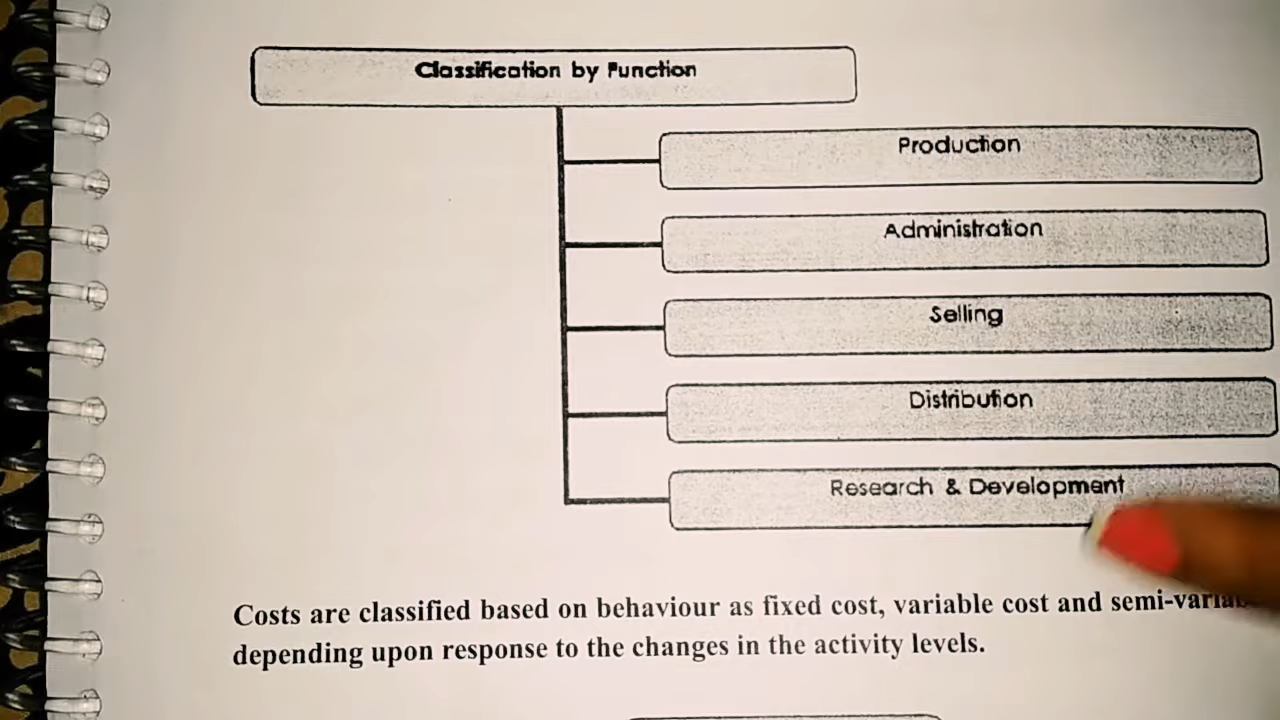 Classification by Function
Production
Administration
Selling
Distribution
Research & Development
Costs are classified based on behaviour as fixed cost, variable cost and
depending upon response to the changes in the activity levels.